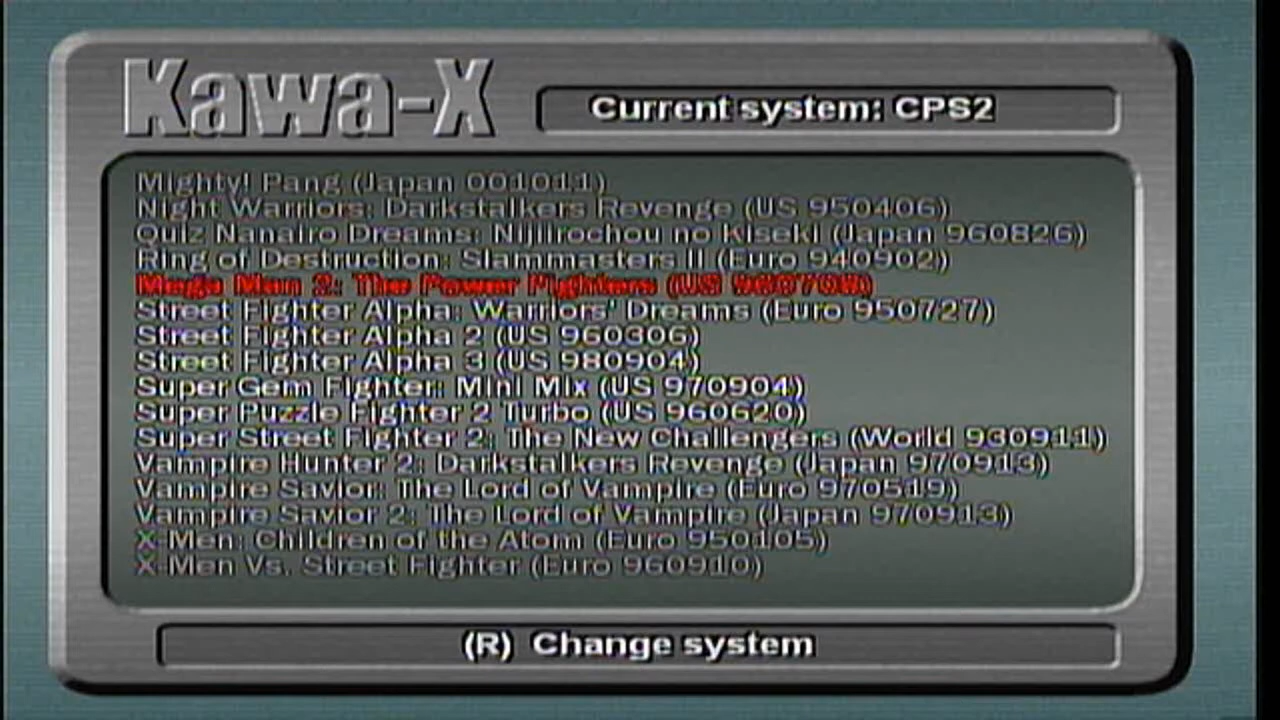 Kawa-X
Current system: CPS2
Mighty! Pang (Japan 001011)
Night Warriors: Darkstalkers Revenge (US 950406)
Quiz Nanairo Dreams: Nijiirochou no Kiseki (Japan 960826)
Ring of Destruction: Slammasters II (Euro 940902)
Mega Man 2: The Power Fighters (US 960708)
Street Fighter Alpha: Warriors' Dreams (Euro 950727)
Street Fighter Alpha 2 (US 960306)
Street Fighter Alpha 3 (US 980904)
Super Gem Fighter: Mini Mix (US 970904)
Super Puzzle Fighter 2 Turbo (US 960620)
Super Street Fighter 2: The New Challengers (World 930911)
Vampire Hunter 2: Darkstalkers Revenge (Japan 970913)
Vampire Savior: The Lord of Vampire (Euro 970519)
Vampire Savior 2: The Lord of Vampire (Japan 970913)
X-Men: Children of the Atom (Euro 950105)
X-Men Vs. Street Fighter (Euro 960910)
(R) Change system